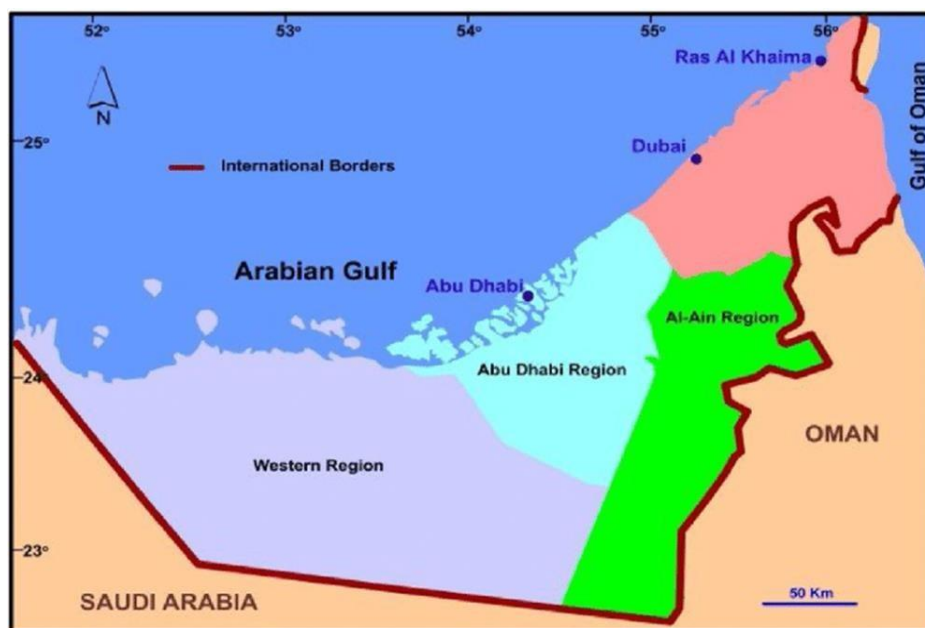 52°
53°
54°
55°
56°
Ras Al Khaima
N
25°
Dubai
Gulf of Oman
International Borders
Arabian Gulf
Abu Dhabi
Al-Ain Region
24°
Abu Dhabi Region
OMAN
Western Region
23°
SAUDI ARABIA
50 Km